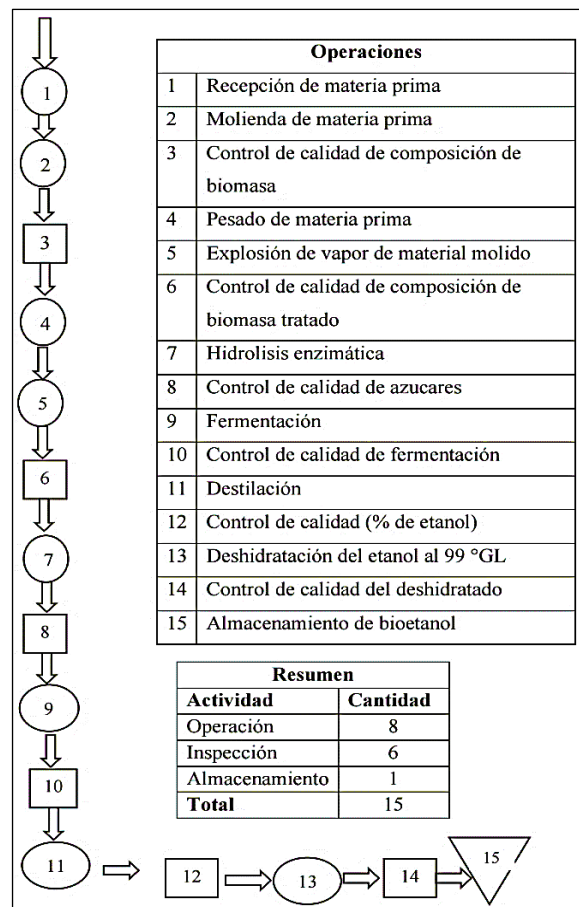 Operaciones
1 Recepción de materia prima
2 Molienda de materia prima
3 Control de calidad de composición de
biomasa
4 Pesado de materia prima
5 Explosión de vapor de material molido
6 Control de calidad de composición de
biomasa tratado
7 Hidrolisis enzimática
8 Control de calidad de azucares
9 Fermentación
10 Control de calidad de fermentación
11 Destilación
12 Control de calidad (% de etanol)
13 Deshidratación del etanol al 99 °GL
14 Control de calidad del deshidratado
15 Almacenamiento de bioetanol
Resumen
Actividad Cantidad
Operación 8
Inspección 6
Almacenamiento 1
Total 15
1
2
3
4
5
6
7
8
9
10
11 12 13 14 15